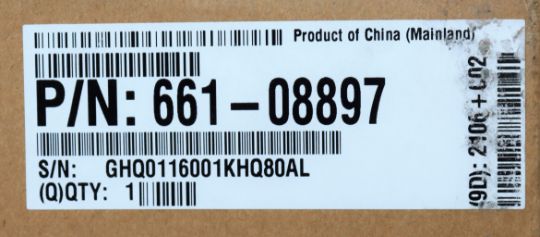 Product of China (Mainland)
P/N: 661-08897
S/N: GHQ0116001KHQ80AL
(Q)QTY: 1
(9D): 2106+C02